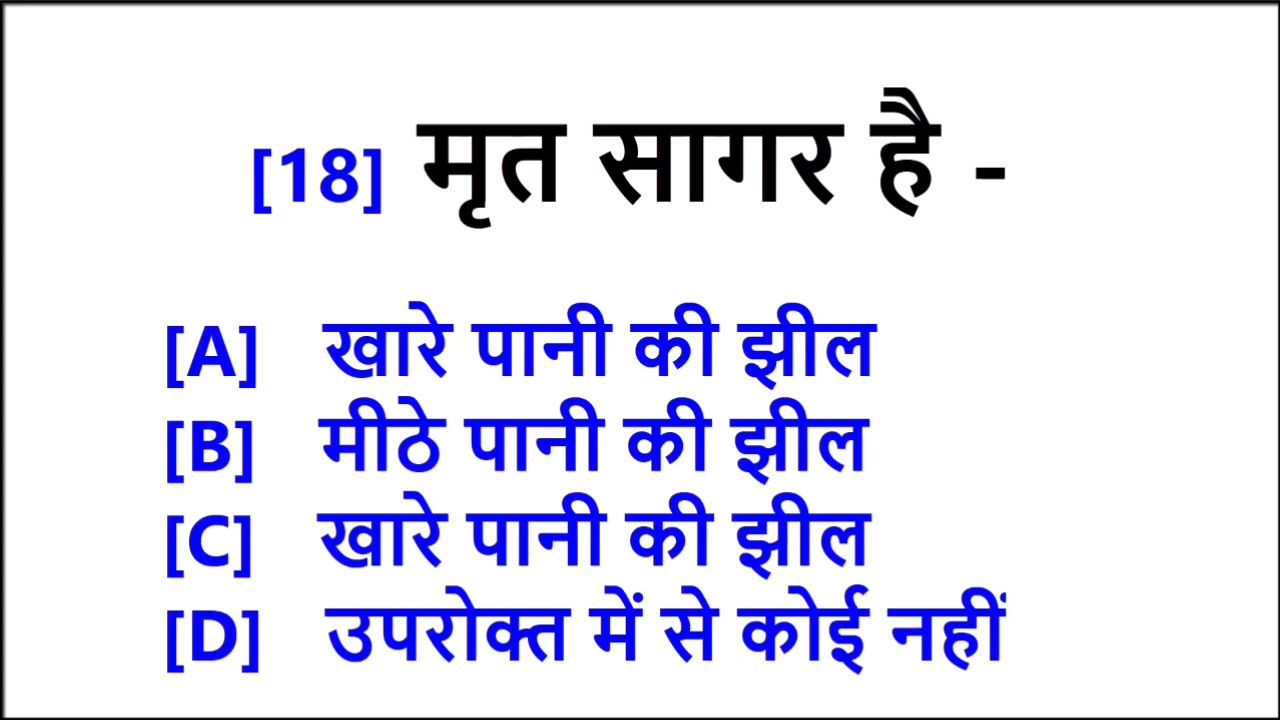 [18] मृत सागर है -
[A] खारे पानी की झील
[B] मीठे पानी की झील
[C] खारे पानी की झील
[D] उपरोक्त में से कोई नहीं